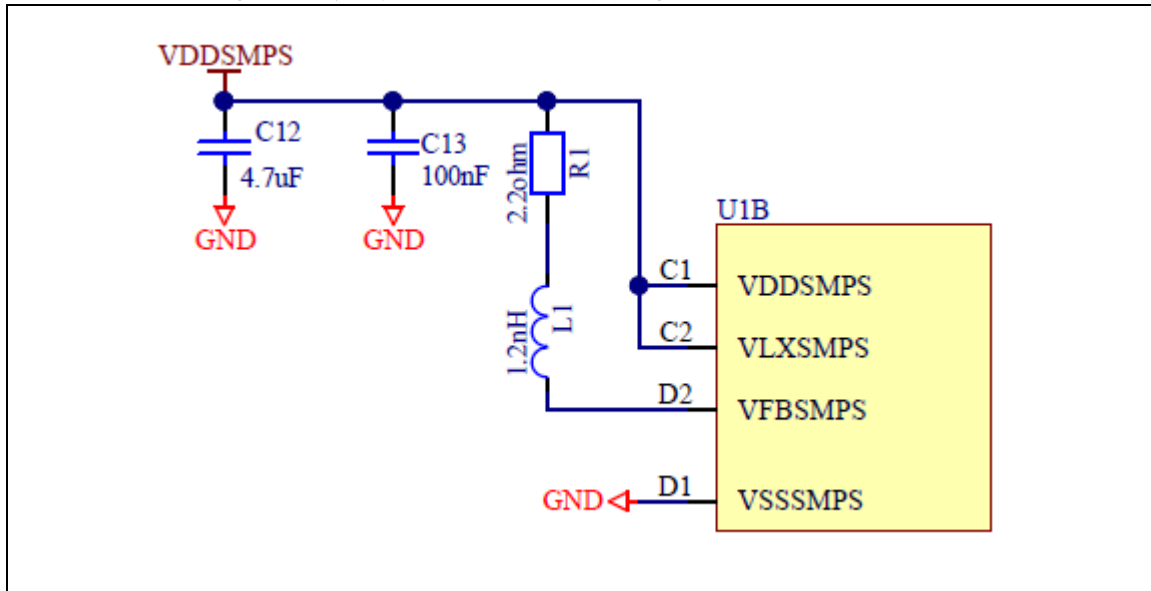 VDDSMPS
C12
4.7uF
GND
C13
100nF
GND
2.2ohm
R1
1.2nH
L1
U1B
C1
VDDSMPS
C2
VLXSMPS
D2
VFBSMPS
GND
D1
VSSSMPS